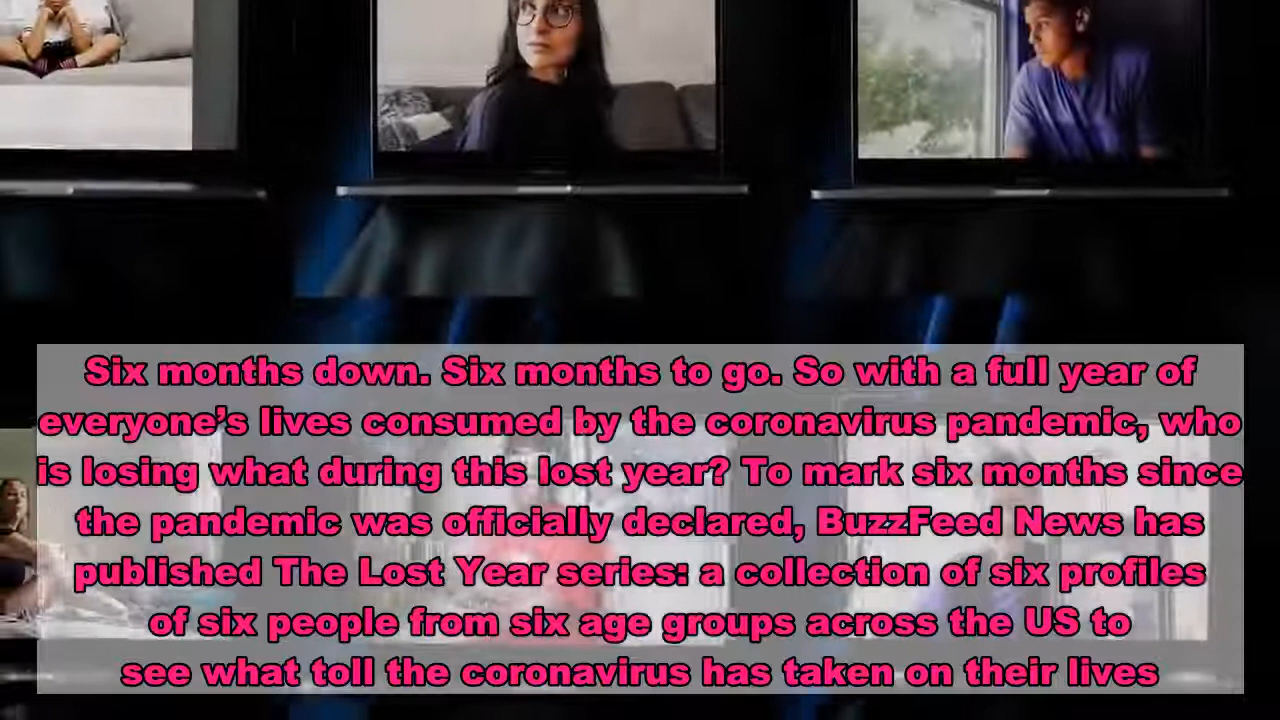 Six months down. Six months to go. So with a full year of
everyone’s lives consumed by the coronavirus pandemic, who
is losing what during this lost year? To mark six months since
the pandemic was officially declared, BuzzFeed News has
published The Lost Year series: a collection of six profiles
of six people from six age groups across the US to
see what toll the coronavirus has taken on their lives